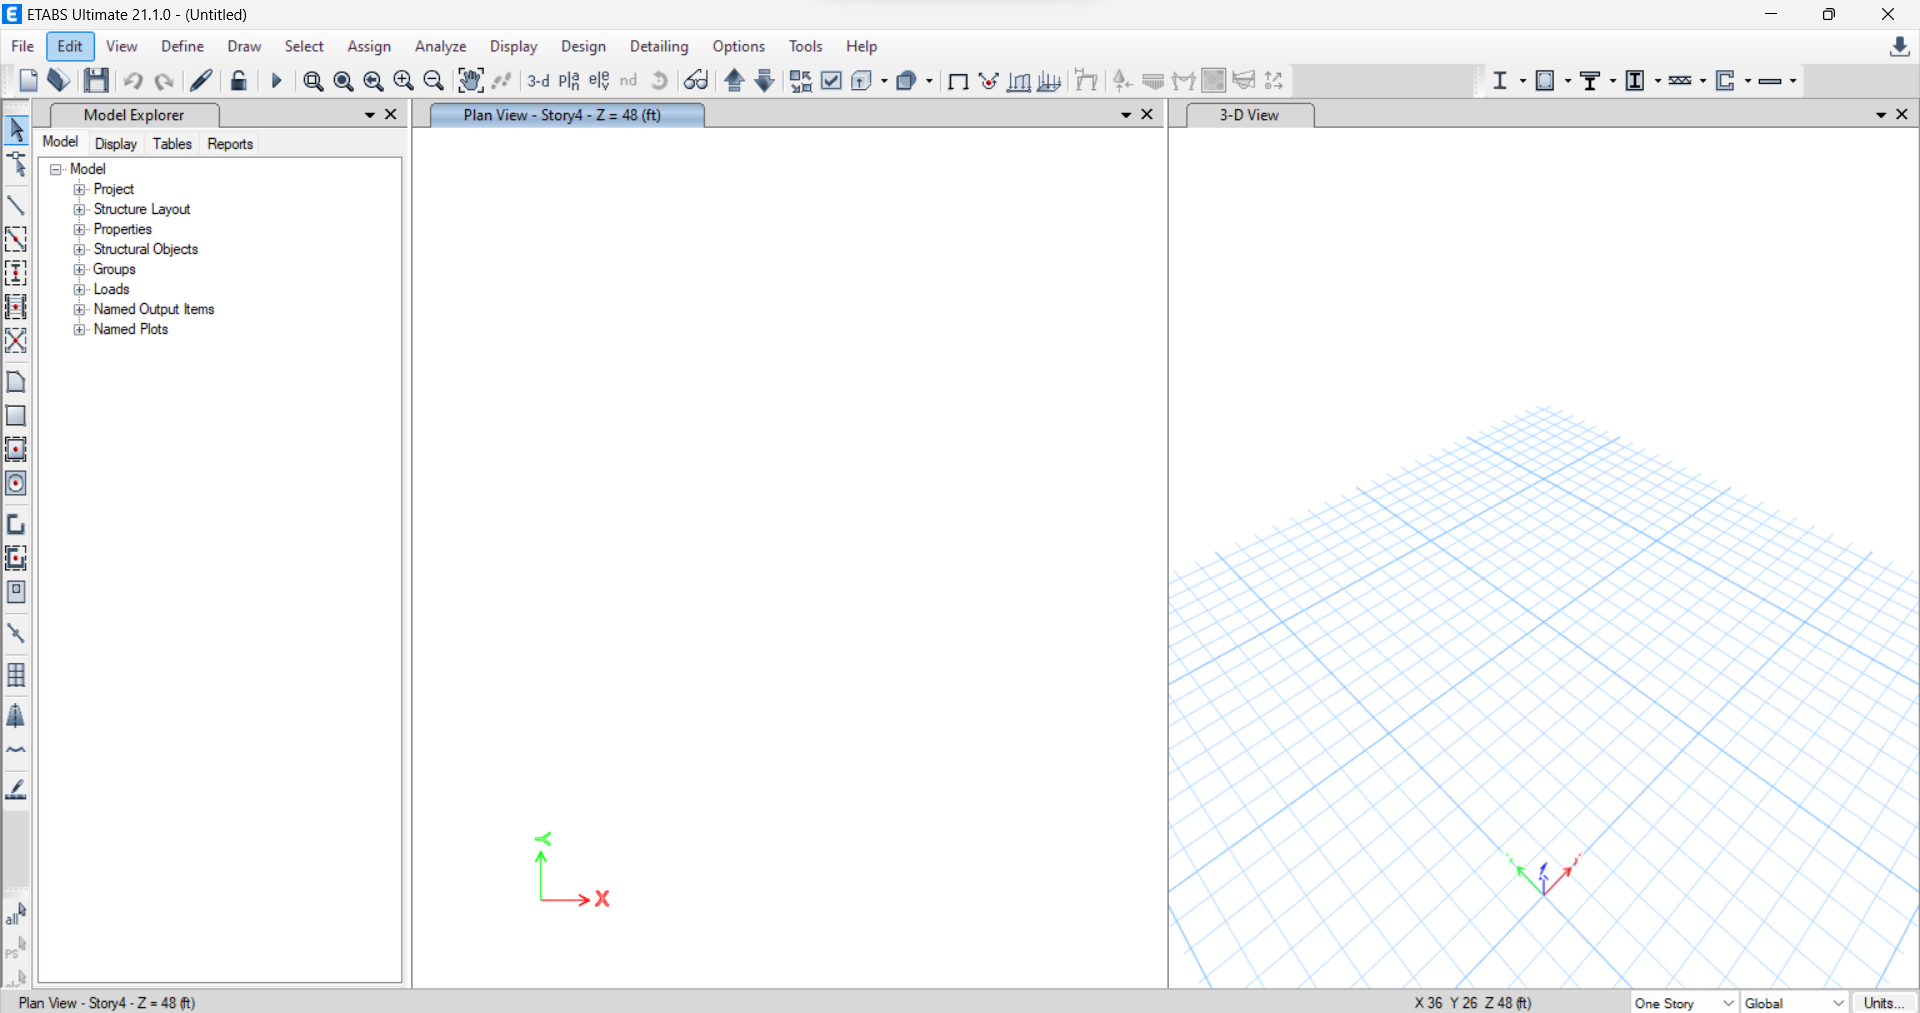 ETABS Ultimate 21.1.0 - (Untitled)
File Edit View Define Draw Select Assign Analyze Display Design Detailing Options Tools Help
3-d
nd
Model Explorer
Plan View - Story4 - Z = 48 (ft)
3-D View
Model Display Tables Reports
Model
Project
Structure Layout
Properties
Structural Objects
Groups
Loads
Named Output Items
Named Plots
Y
X
all
PS
Plan View - Story4 - Z = 48 (ft)
X 36 Y 26 Z 48 (ft)
One Story
Global
Units...